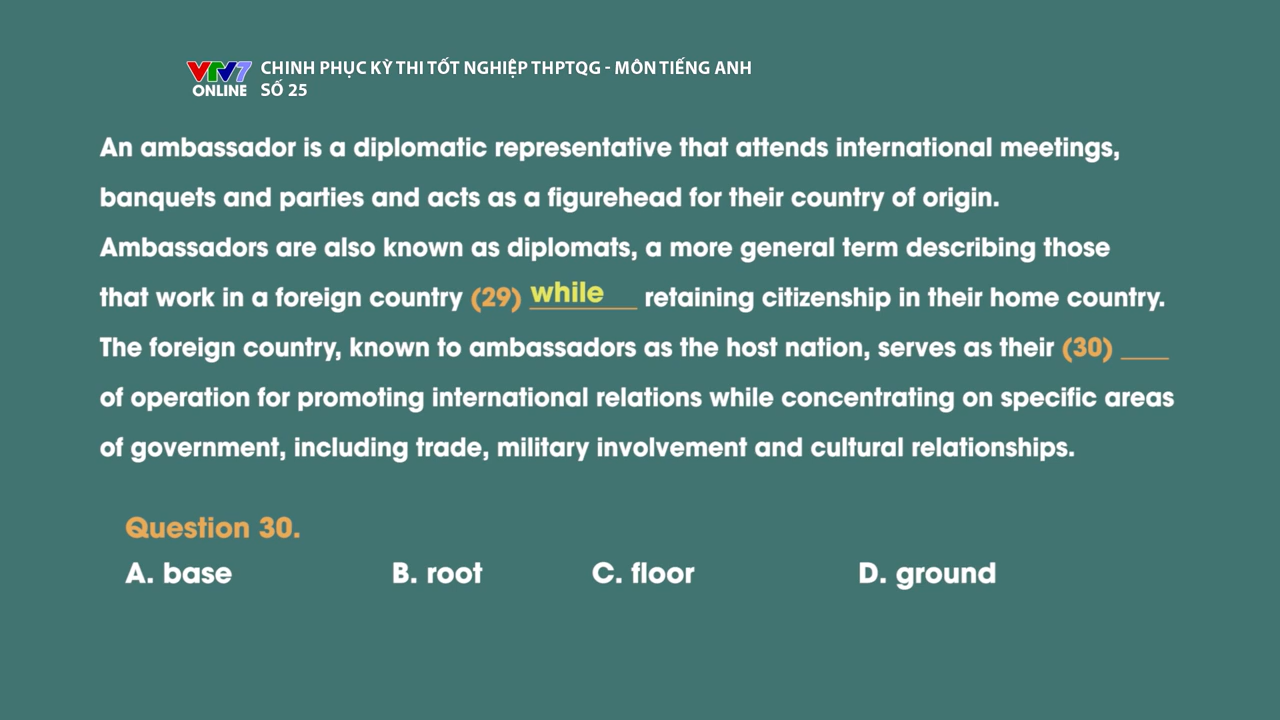 VTV7
ONLINE
CHINH PHỤC KỲ THI TỐT NGHIỆP THPTQG - MÔN TIẾNG ANH
SỐ 25
An ambassador is a diplomatic representative that attends international meetings,
banquets and parties and acts as a figurehead for their country of origin.
Ambassadors are also known as diplomats, a more general term describing those
that work in a foreign country (29) while retaining citizenship in their home country.
The foreign country, known to ambassadors as the host nation, serves as their (30) ____
of operation for promoting international relations while concentrating on specific areas
of government, including trade, military involvement and cultural relationships.
Question 30.
A. base B. root C. floor D. ground